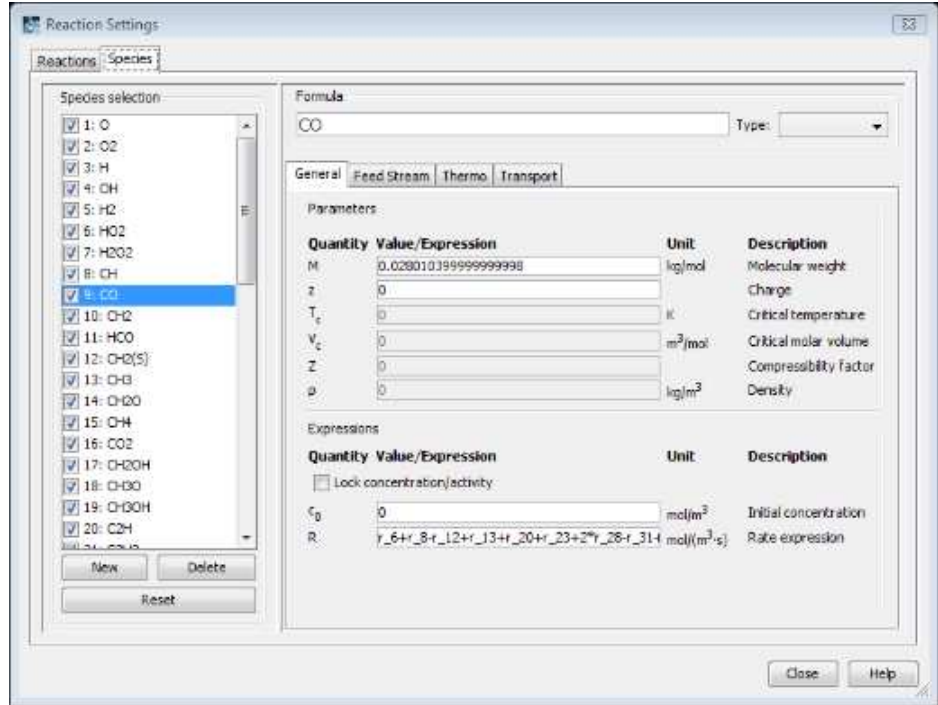 Reaction Settings
Reactions Species
Species selection
1: O
2: O2
3: H
4: OH
5: H2
6: HO2
7: H2O2
8: CH
9: CO
10: CH2
11: HCO
12: CH2(S)
13: CH3
14: CH2O
15: CH4
16: CO2
17: CH2OH
18: CH3O
19: CH3OH
20: C2H
New Delete
Reset
Formula
CO Type:
General Feed Stream Thermo Transport
Parameters
Quantity Value/Expression Unit Description
M 0.028010399999999998 kg/mol Molecular weight
z 0 Charge
Tc 0 K Critical temperature
Vc 0 m³/mol Critical molar volume
Z 0 Compressibility factor
ρ 0 kg/m³ Density
Expressions
Quantity Value/Expression Unit Description
Lock concentration/activity
c0 0 mol/m³ Initial concentration
R r_6+r_8-r_12+r_13+r_20+r_23+2*r_28-r_31+ mol/(m³·s) Rate expression
Close Help